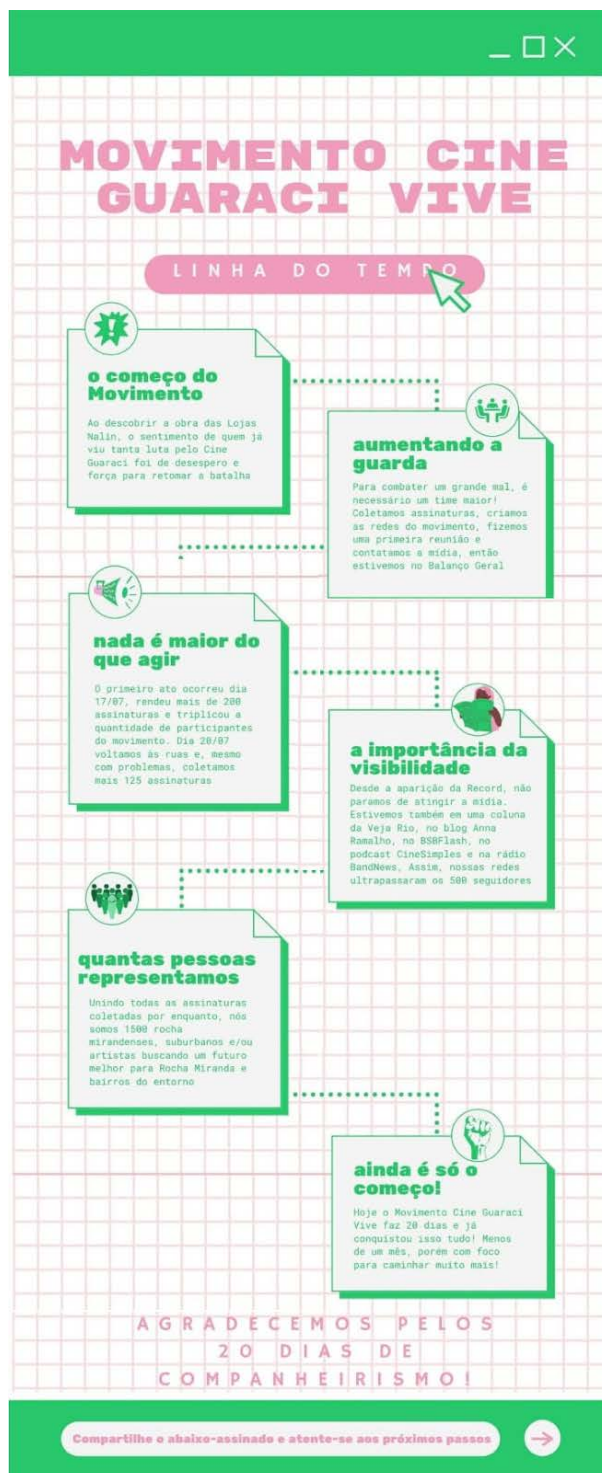 MOVIMENTO CINE
GUARACI VIVE
LINHA DO TEMPO
o começo do
Movimento
Ao descobrir a obra das Lojas
Nalin, o sentimento de quem já
viu tanta luta pelo Cine
Guaraci foi de desespero e
força para retomar a batalha
aumentando a
guarda
Para combater um grande mal, é
necessário um time maior!
Coletamos assinaturas, criamos
as redes do movimento, fizemos
uma primeira reunião e
contatamos a mídia, então
estivemos no Balanço Geral
nada é maior do
que agir
O primeiro ato ocorreu dia
17/07, rendeu mais de 200
assinaturas e triplicou a
quantidade de participantes
do movimento. Dia 20/07
voltamos às ruas e, mesmo
com problemas, coletamos
mais 125 assinaturas
a importância da
visibilidade
Desde a aparição da Record, não
paramos de atingir a mídia.
Estivemos também em uma coluna
da Veja Rio, no blog Anna
Ramalho, no BSBFlash, no
podcast CineSimples e na rádio
BandNews, Assim, nossas redes
ultrapassaram os 500 seguidores
quantas pessoas
representamos
Unindo todas as assinaturas
coletadas por enquanto, nós
somos 1500 rocha
mirandenses, suburbanos e/ou
artistas buscando um futuro
melhor para Rocha Miranda e
bairros do entorno
ainda é só o
começo!
Hoje o Movimento Cine Guaraci
Vive faz 20 dias e já
conquistou isso tudo! Menos
de um mês, porém com foco
para caminhar muito mais!
AGRADECEMOS PELOS
20 DIAS DE
COMPANHEIRISMO!
Compartilhe o abaixo-assinado e atente-se aos próximos passos